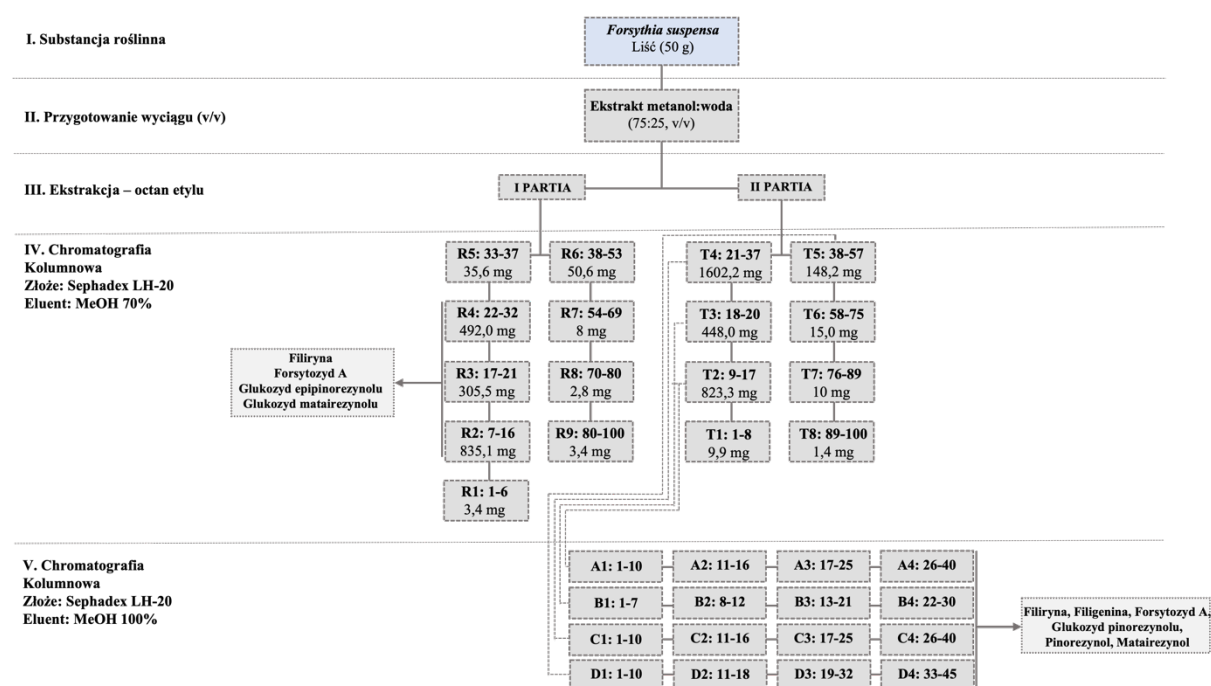 I. Substancja roślinna
Forsythia suspensa
Liść (50 g)
II. Przygotowanie wyciągu (v/v)
Ekstrakt metanol:woda
(75:25, v/v)
III. Ekstrakcja – octan etylu
I PARTIA
II PARTIA
IV. Chromatografia
Kolumnowa
Złoże: Sephadex LH-20
Eluent: MeOH 70%
R5: 33-37
35,6 mg
R6: 38-53
50,6 mg
T4: 21-37
1602,2 mg
T5: 38-57
148,2 mg
R4: 22-32
492,0 mg
R7: 54-69
8 mg
T3: 18-20
448,0 mg
T6: 58-75
15,0 mg
Filiryna
Forsytozyd A
Glukozyd epipinorezynolu
Glukozyd matairezynolu
R3: 17-21
305,5 mg
R8: 70-80
2,8 mg
T2: 9-17
823,3 mg
T7: 76-89
10 mg
R2: 7-16
835,1 mg
R9: 80-100
3,4 mg
T1: 1-8
9,9 mg
T8: 89-100
1,4 mg
R1: 1-6
3,4 mg
V. Chromatografia
Kolumnowa
Złoże: Sephadex LH-20
Eluent: MeOH 100%
A1: 1-10
A2: 11-16
A3: 17-25
A4: 26-40
B1: 1-7
B2: 8-12
B3: 13-21
B4: 22-30
C1: 1-10
C2: 11-16
C3: 17-25
C4: 26-40
D1: 1-10
D2: 11-18
D3: 19-32
D4: 33-45
Filiryna, Filigenina, Forsytozyd A,
Glukozyd pinorezynolu,
Pinorezynol, Matairezynol